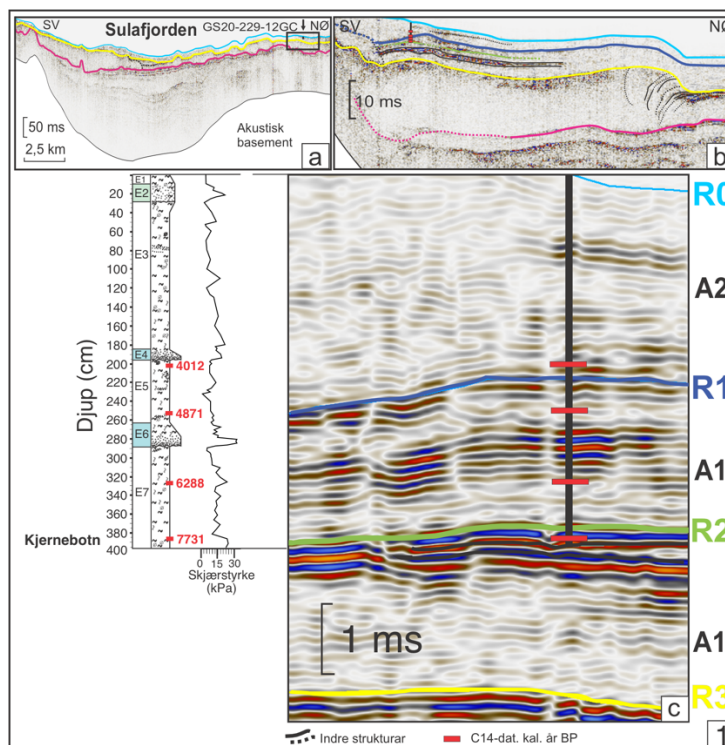 SV Sulafjorden GS20-229-12GC NØ
50 ms
2,5 km
Akustisk
basement
a
SV NØ
10 ms
b
E1
E2
E3
E4
E5
E6
E7
20
40
60
80
100
120
140
160
180
200
220
240
260
280
300
320
340
360
380
400
Djup (cm)
4012
4871
6288
7731
Kjernebotn
0 15 30
Skjærstyrke
(kPa)
R0
A2
R1
A1
R2
A1
R3
1 ms
c
1
Indre strukturar
C14-dat. kal. år BP